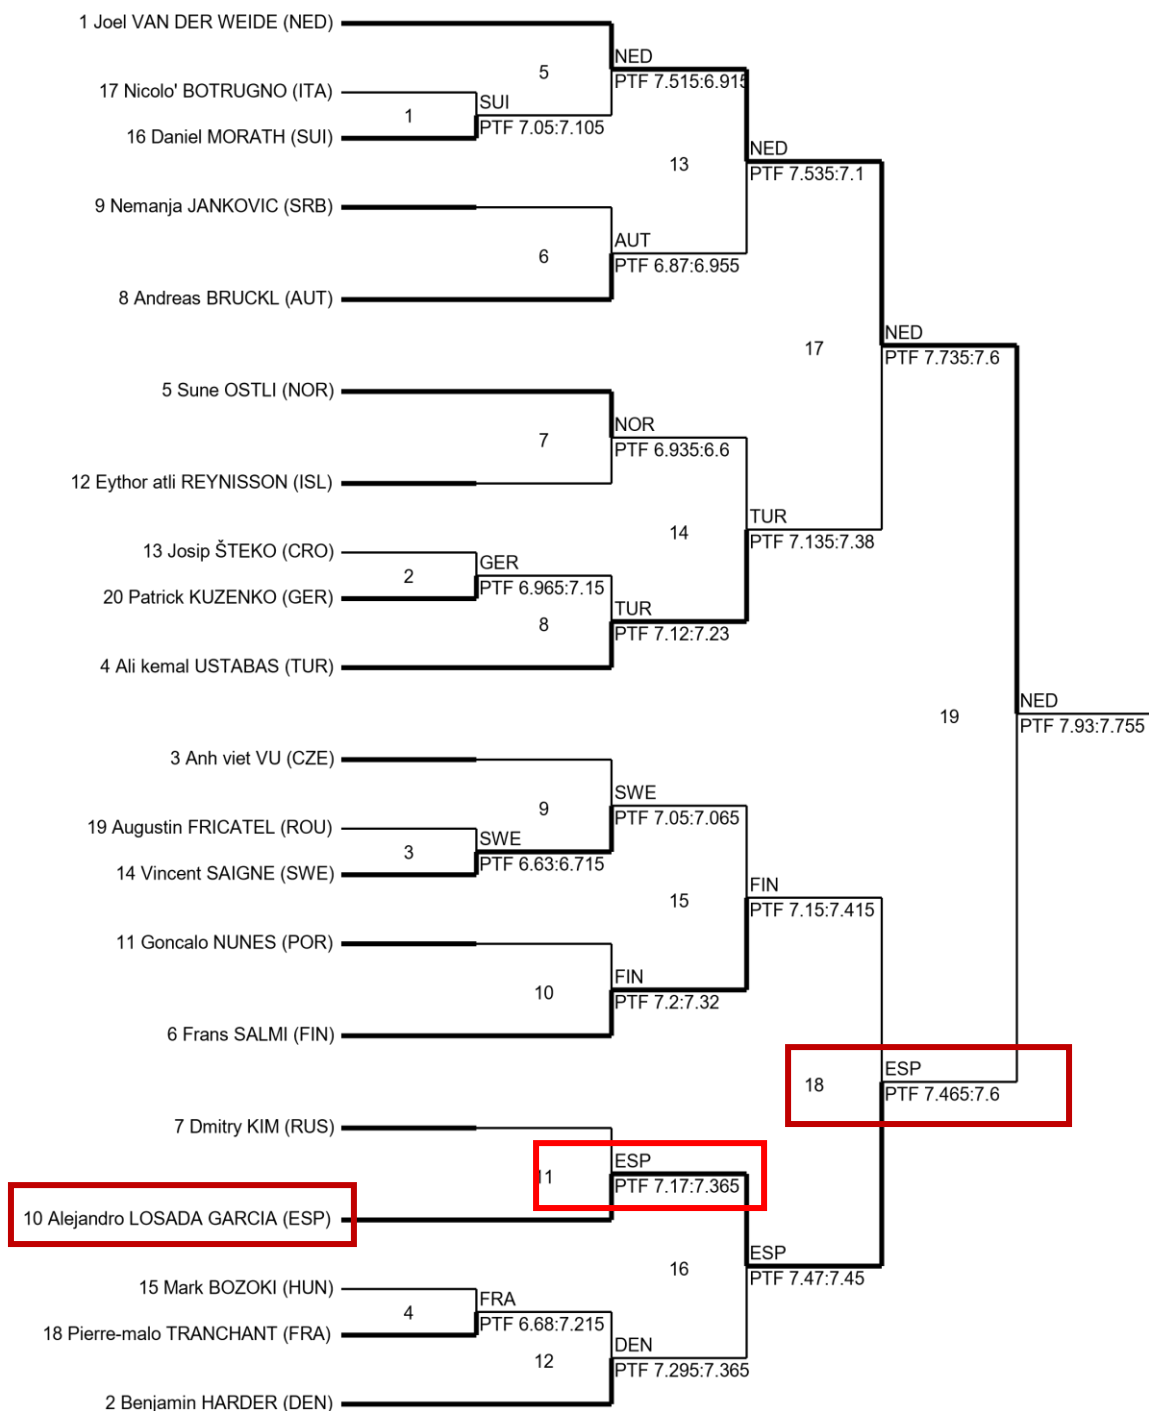 1 Joel VAN DER WEIDE (NED)
NED
5
PTF 7.515:6.915
17 Nicolo' BOTRUGNO (ITA)
SUI
1
PTF 7.05:7.105
16 Daniel MORATH (SUI)
NED
13
PTF 7.535:7.1
9 Nemanja JANKOVIC (SRB)
AUT
6
PTF 6.87:6.955
8 Andreas BRUCKL (AUT)
NED
17
PTF 7.735:7.6
5 Sune OSTLI (NOR)
NOR
7
PTF 6.935:6.6
12 Eythor atli REYNISSON (ISL)
TUR
14
PTF 7.135:7.38
13 Josip ŠTEKO (CRO)
GER
2
PTF 6.965:7.15
20 Patrick KUZENKO (GER)
TUR
8
PTF 7.12:7.23
4 Ali kemal USTABAS (TUR)
NED
19
PTF 7.93:7.755
3 Anh viet VU (CZE)
SWE
9
PTF 7.05:7.065
19 Augustin FRICATEL (ROU)
SWE
3
PTF 6.63:6.715
14 Vincent SAIGNE (SWE)
FIN
15
PTF 7.15:7.415
11 Goncalo NUNES (POR)
FIN
10
PTF 7.2:7.32
6 Frans SALMI (FIN)
ESP
18
PTF 7.465:7.6
7 Dmitry KIM (RUS)
ESP
11
PTF 7.17:7.365
10 Alejandro LOSADA GARCIA (ESP)
ESP
16
PTF 7.47:7.45
15 Mark BOZOKI (HUN)
FRA
4
PTF 6.68:7.215
18 Pierre-malo TRANCHANT (FRA)
DEN
12
PTF 7.295:7.365
2 Benjamin HARDER (DEN)